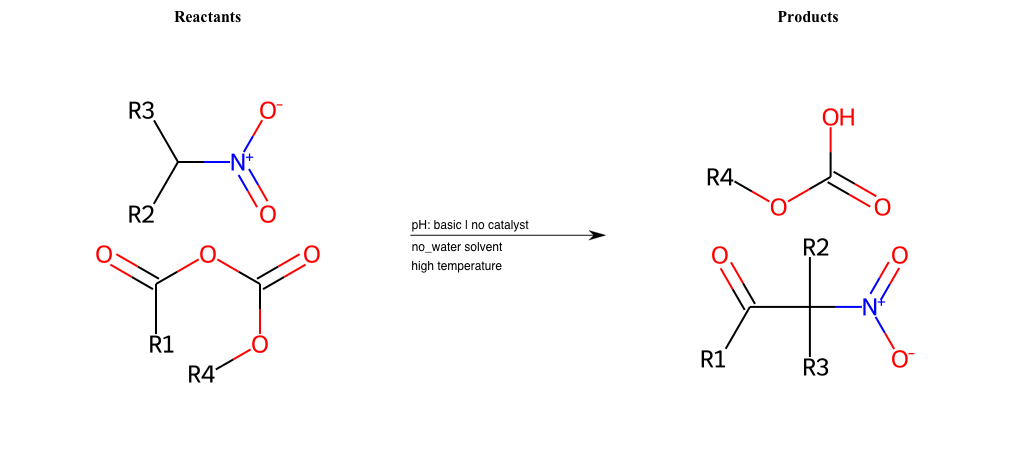 Reactants
Products
R3
O⁻
N⁺
R2
O
O
O
O
R1
O
R4
pH: basic | no catalyst
no_water solvent
high temperature
OH
R4
O
O
R2
O
O
N⁺
R1
R3
O⁻